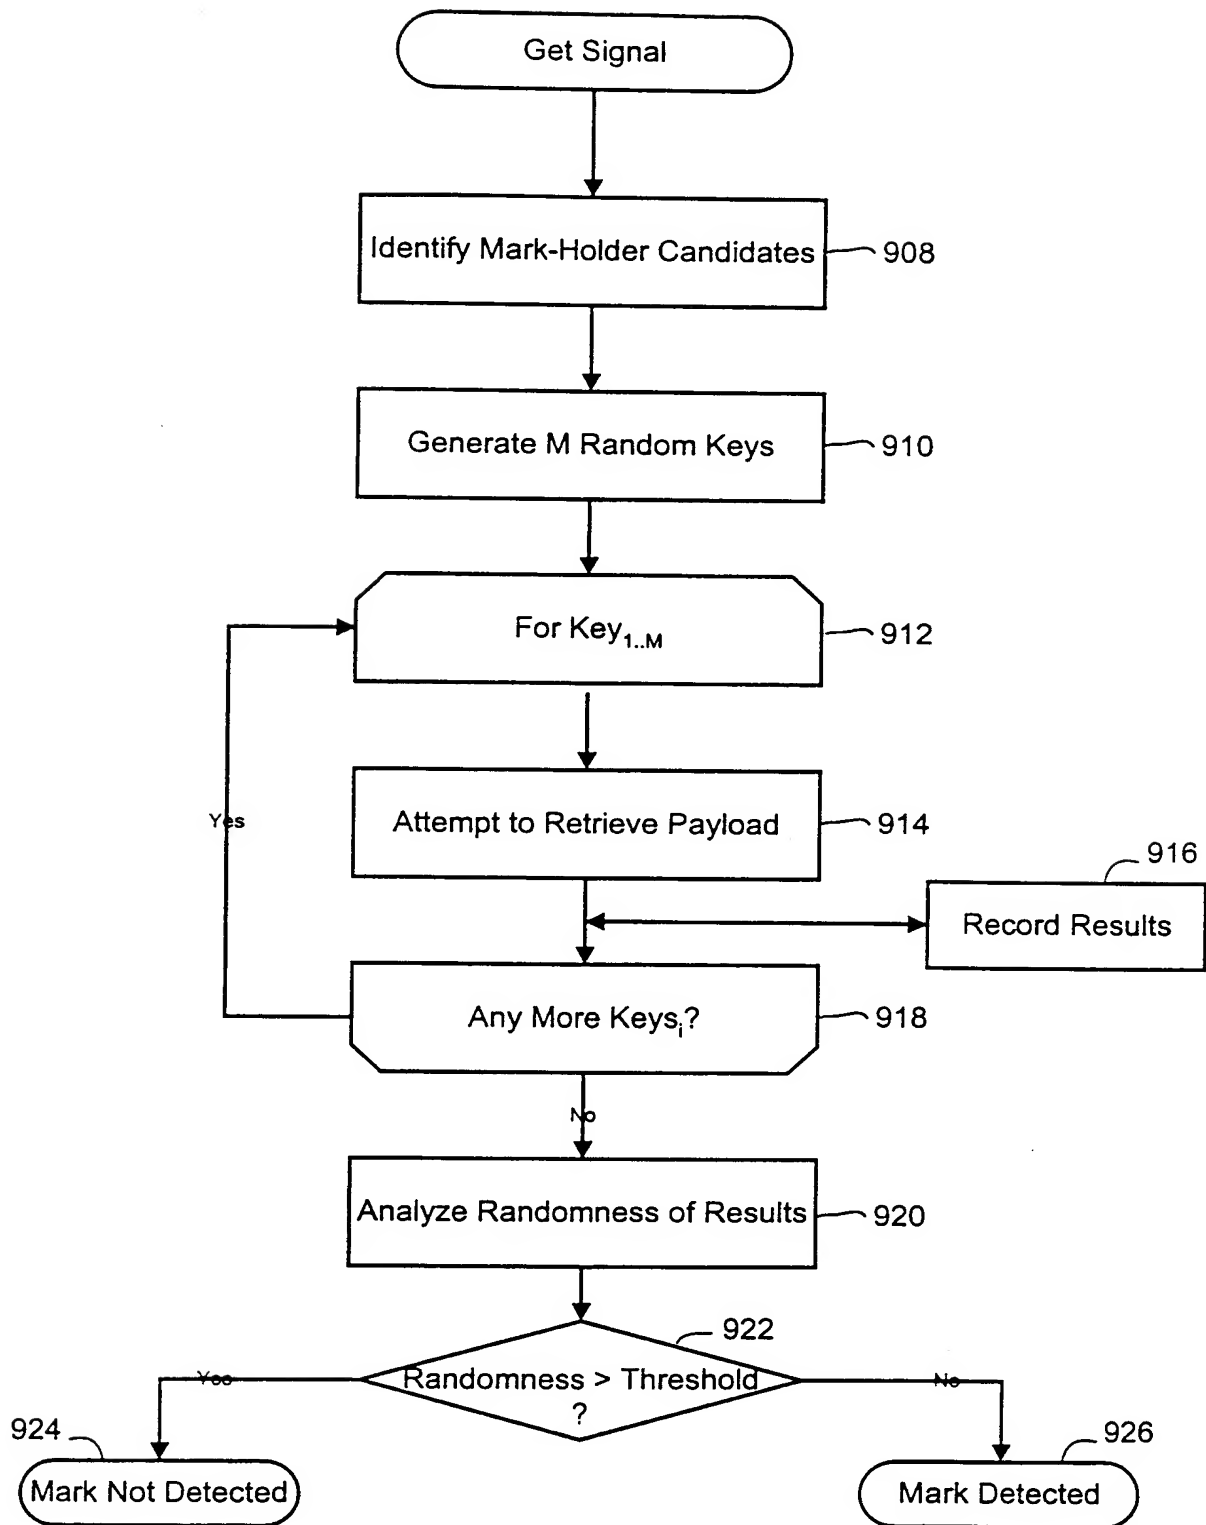 Get Signal
Identify Mark-Holder Candidates
908
Generate M Random Keys
910
For Key1..M
912
Attempt to Retrieve Payload
914
916
Record Results
Yes
Any More Keysi?
918
No
Analyze Randomness of Results
920
922
Randomness > Threshold
?
Yes
No
924
Mark Not Detected
926
Mark Detected